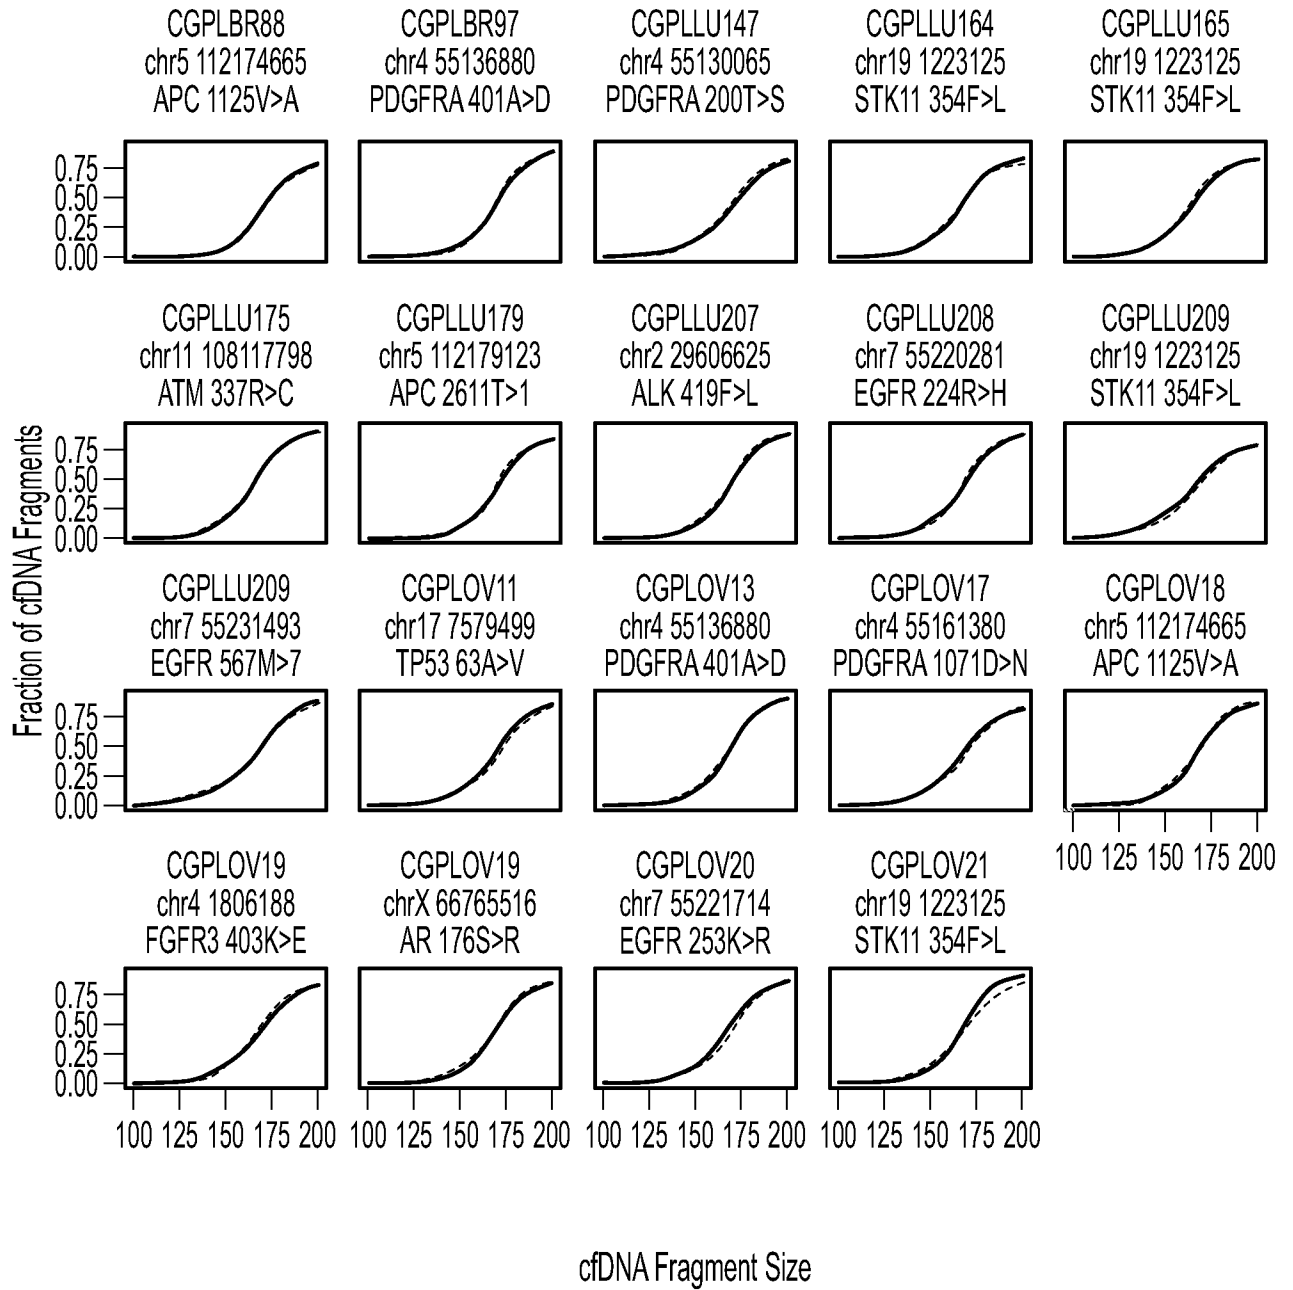 CGPLBR88
chr5 112174665
APC 1125V>A
CGPLBR97
chr4 55136880
PDGFRA 401A>D
CGPLLU147
chr4 55130065
PDGFRA 200T>S
CGPLLU164
chr19 1223125
STK11 354F>L
CGPLLU165
chr19 1223125
STK11 354F>L
0.75
0.50
0.25
0.00
CGPLLU175
chr11 108117798
ATM 337R>C
CGPLLU179
chr5 112179123
APC 2611T>1
CGPLLU207
chr2 29606625
ALK 419F>L
CGPLLU208
chr7 55220281
EGFR 224R>H
CGPLLU209
chr19 1223125
STK11 354F>L
0.75
0.50
0.25
0.00
Fraction of cfDNA Fragments
CGPLLU209
chr7 55231493
EGFR 567M>7
CGPLOV11
chr17 7579499
TP53 63A>V
CGPLOV13
chr4 55136880
PDGFRA 401A>D
CGPLOV17
chr4 55161380
PDGFRA 1071D>N
CGPLOV18
chr5 112174665
APC 1125V>A
0.75
0.50
0.25
0.00
100 125 150 175 200
CGPLOV19
chr4 1806188
FGFR3 403K>E
CGPLOV19
chrX 66765516
AR 176S>R
CGPLOV20
chr7 55221714
EGFR 253K>R
CGPLOV21
chr19 1223125
STK11 354F>L
0.75
0.50
0.25
0.00
100 125 150 175 200
100 125 150 175 200
100 125 150 175 200
100 125 150 175 200
cfDNA Fragment Size